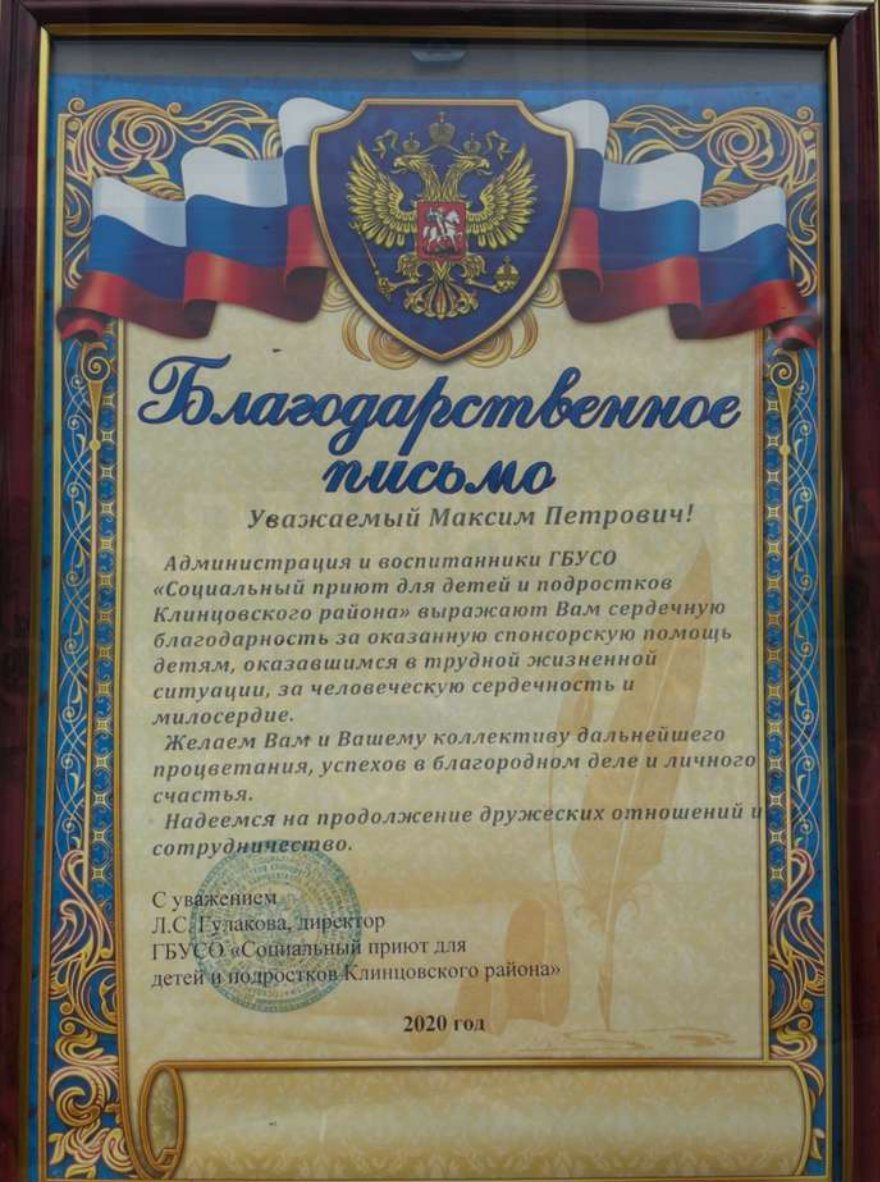 Благодарственное
письмо
Уважаемый Максим Петрович!
Администрация и воспитанники ГБУСО
«Социальный приют для детей и подростков
Клинцовского района» выражают Вам сердечную
благодарность за оказанную спонсорскую помощь
детям, оказавшимся в трудной жизненной
ситуации, за человеческую сердечность и
милосердие.
Желаем Вам и Вашему коллективу дальнейшего
процветания, успехов в благородном деле и личного
счастья.
Надеемся на продолжение дружеских отношений и
сотрудничество.
С уважением
Л.С. Гулакова, директор
ГБУСО «Социальный приют для
детей и подростков Клинцовского района»
2020 год